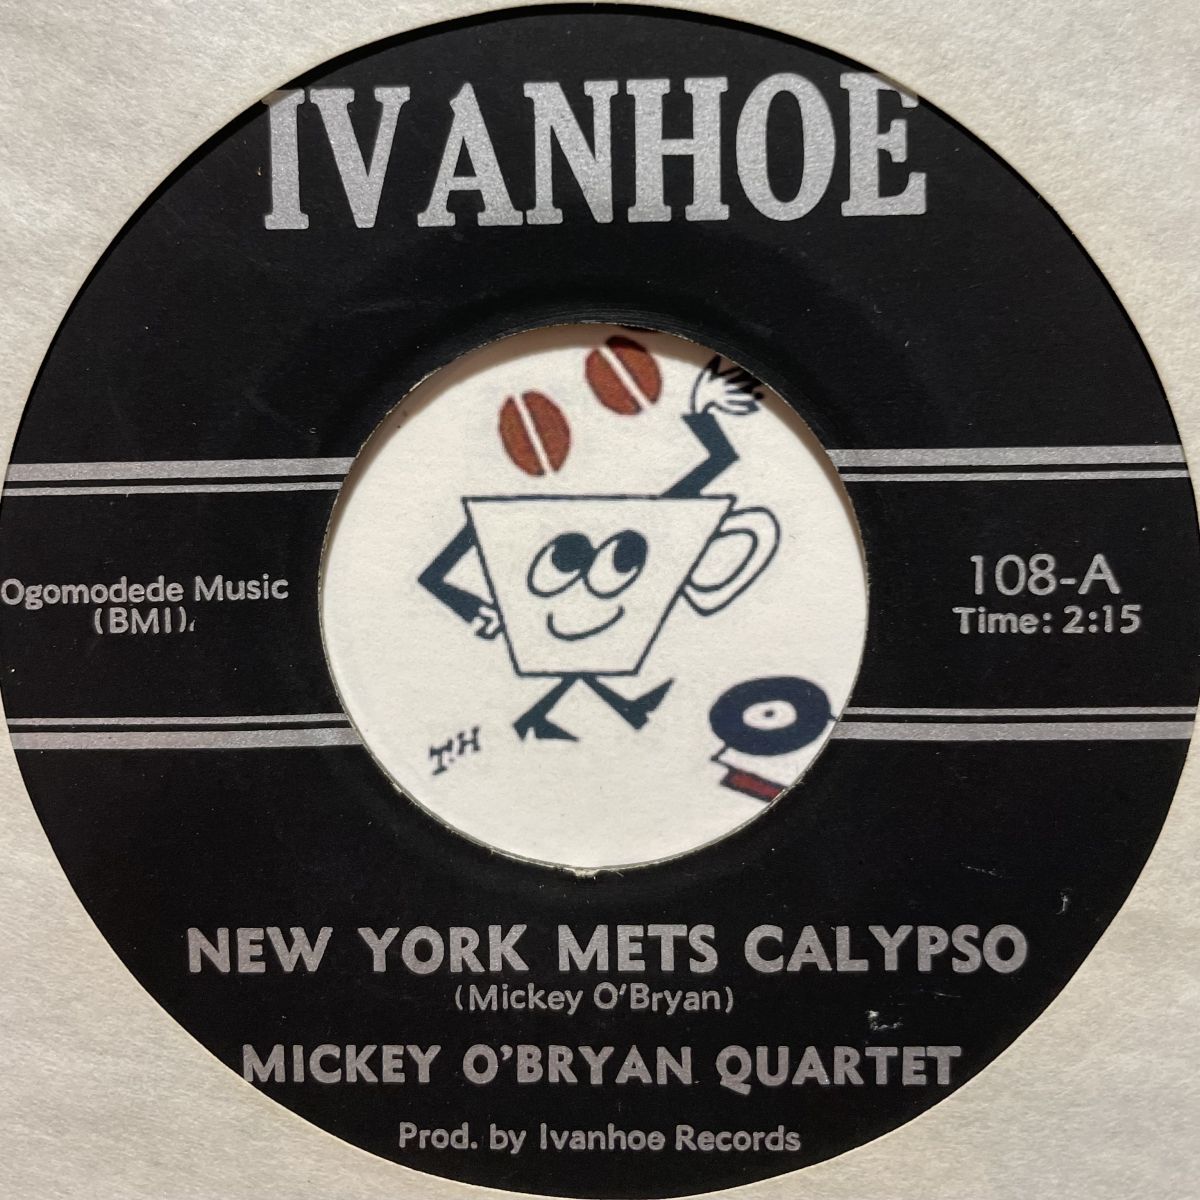 IVANHOE
Ogomodede Music
(BMI).
108-A
Time: 2:15
T.H
NEW YORK METS CALYPSO
(Mickey O'Bryan)
MICKEY O'BRYAN QUARTET
Prod. by Ivanhoe Records